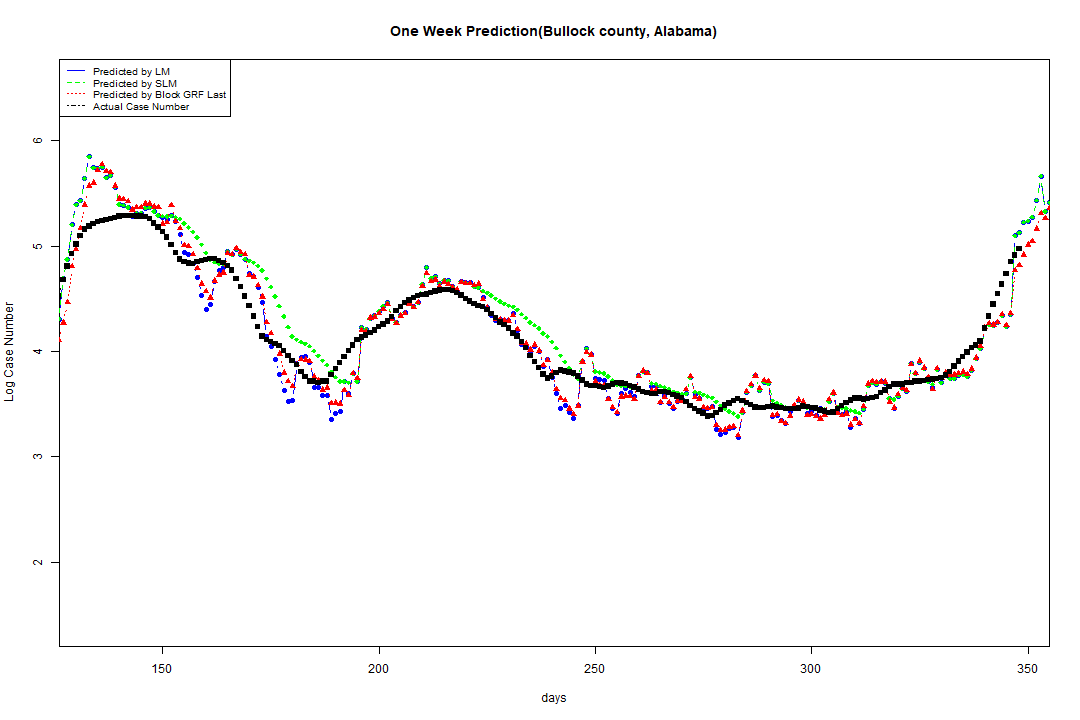 One Week Prediction(Bullock county, Alabama)
Predicted by LM
Predicted by SLM
Predicted by Block GRF Last
Actual Case Number
6
5
4
3
2
Log Case Number
150
200
250
300
350
days